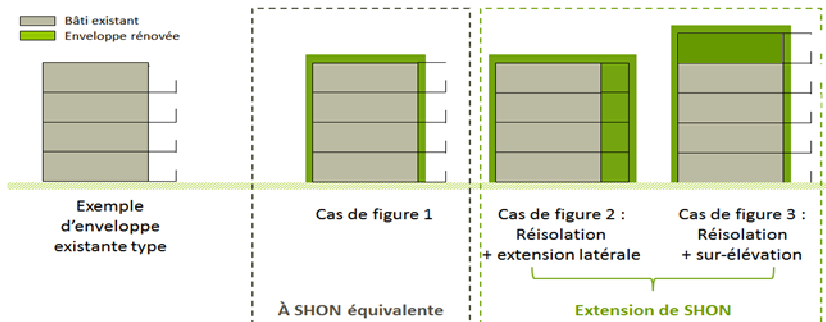 Bâti existant
Enveloppe rénovée
Exemple
d'enveloppe
existante type
Cas de figure 1
Cas de figure 2 :
Réisolation
+ extension latérale
Cas de figure 3 :
Réisolation
+ sur-élévation
À SHON équivalente
Extension de SHON